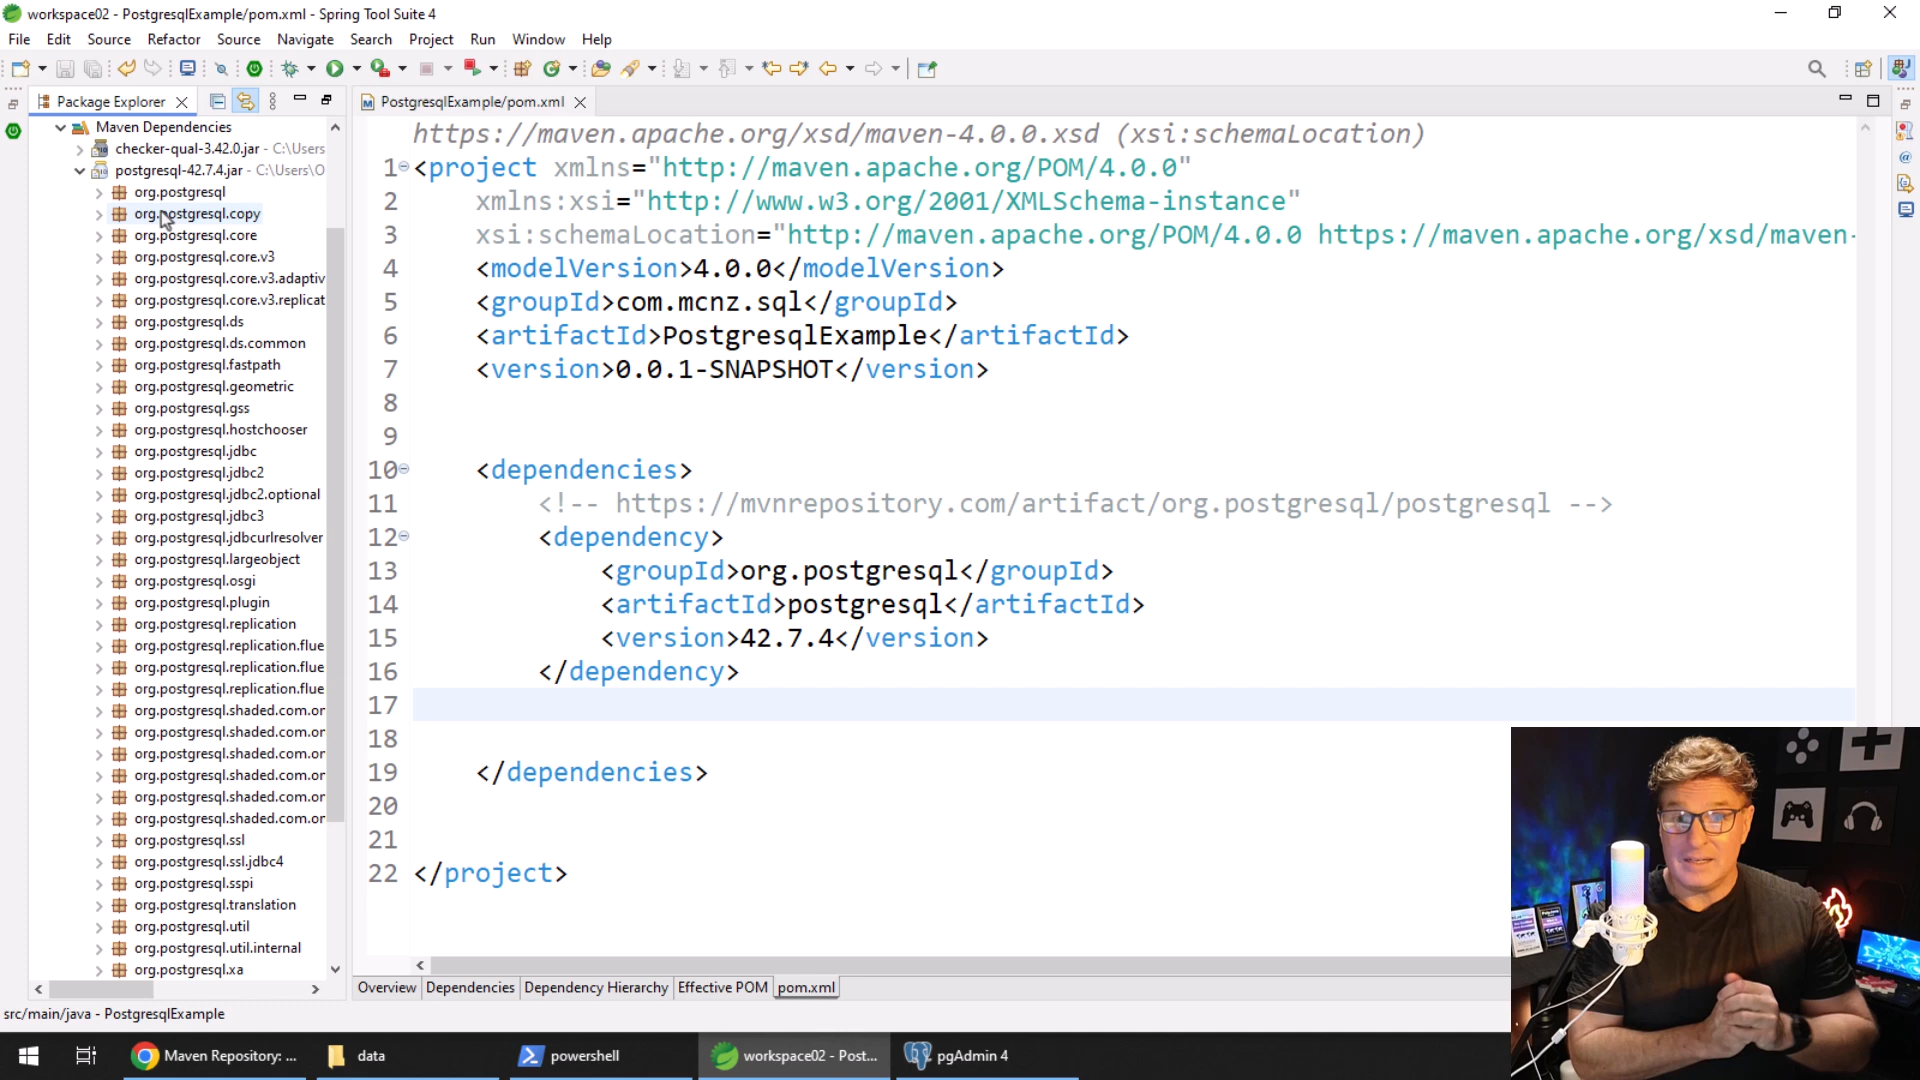 workspace02 - PostgresqlExample/pom.xml - Spring Tool Suite 4
File Edit Source Refactor Source Navigate Search Project Run Window Help
Package Explorer
Maven Dependencies
checker-qual-3.42.0.jar - C:\Users
postgresql-42.7.4.jar - C:\Users\O
org.postgresql
org.postgresql.copy
org.postgresql.core
org.postgresql.core.v3
org.postgresql.core.v3.adaptiv
org.postgresql.core.v3.replicat
org.postgresql.ds
org.postgresql.ds.common
org.postgresql.fastpath
org.postgresql.geometric
org.postgresql.gss
org.postgresql.hostchooser
org.postgresql.jdbc
org.postgresql.jdbc2
org.postgresql.jdbc2.optional
org.postgresql.jdbc3
org.postgresql.jdbcurlresolver
org.postgresql.largeobject
org.postgresql.osgi
org.postgresql.plugin
org.postgresql.replication
org.postgresql.replication.flue
org.postgresql.replication.flue
org.postgresql.replication.flue
org.postgresql.shaded.com.or
org.postgresql.shaded.com.or
org.postgresql.shaded.com.or
org.postgresql.shaded.com.or
org.postgresql.shaded.com.or
org.postgresql.shaded.com.or
org.postgresql.ssl
org.postgresql.ssl.jdbc4
org.postgresql.sspi
org.postgresql.translation
org.postgresql.util
org.postgresql.util.internal
org.postgresql.xa
PostgresqlExample/pom.xml
https://maven.apache.org/xsd/maven-4.0.0.xsd (xsi:schemaLocation)
1 <project xmlns="http://maven.apache.org/POM/4.0.0"
2 xmlns:xsi="http://www.w3.org/2001/XMLSchema-instance"
3 xsi:schemaLocation="http://maven.apache.org/POM/4.0.0 https://maven.apache.org/xsd/maven-
4 <modelVersion>4.0.0</modelVersion>
5 <groupId>com.mcnz.sql</groupId>
6 <artifactId>PostgresqlExample</artifactId>
7 <version>0.0.1-SNAPSHOT</version>
8
9
10 <dependencies>
11 <!-- https://mvnrepository.com/artifact/org.postgresql/postgresql -->
12 <dependency>
13 <groupId>org.postgresql</groupId>
14 <artifactId>postgresql</artifactId>
15 <version>42.7.4</version>
16 </dependency>
17
18
19 </dependencies>
20
21
22 </project>
Overview Dependencies Dependency Hierarchy Effective POM pom.xml
src/main/java - PostgresqlExample
Maven Repository: ... data powershell workspace02 - Post... pgAdmin 4